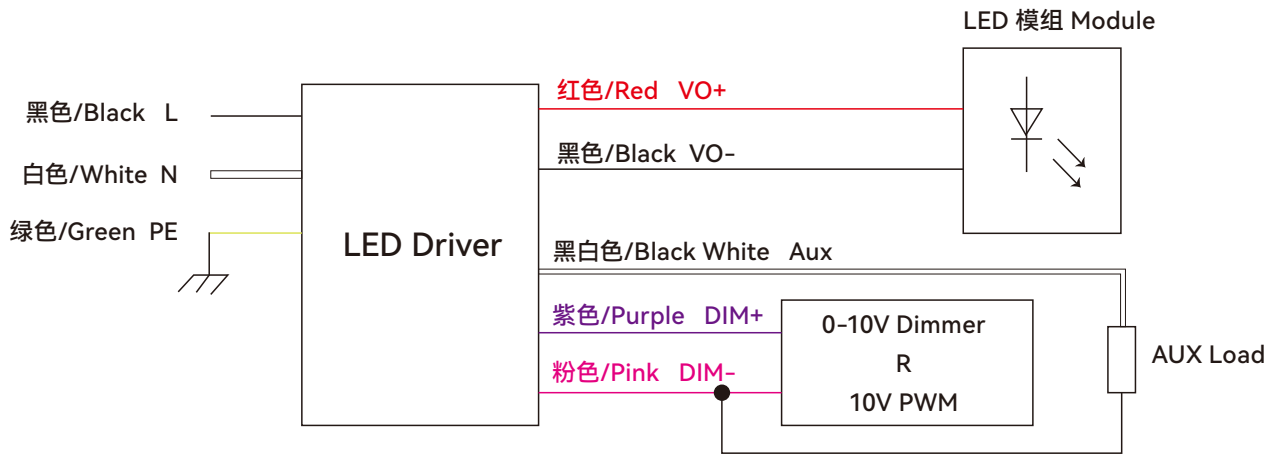 LED 模组 Module
红色/Red VO+
黑色/Black L
黑色/Black VO-
白色/White N
绿色/Green PE
LED Driver
黑白色/Black White Aux
紫色/Purple DIM+
0-10V Dimmer
R
10V PWM
AUX Load
粉色/Pink DIM-